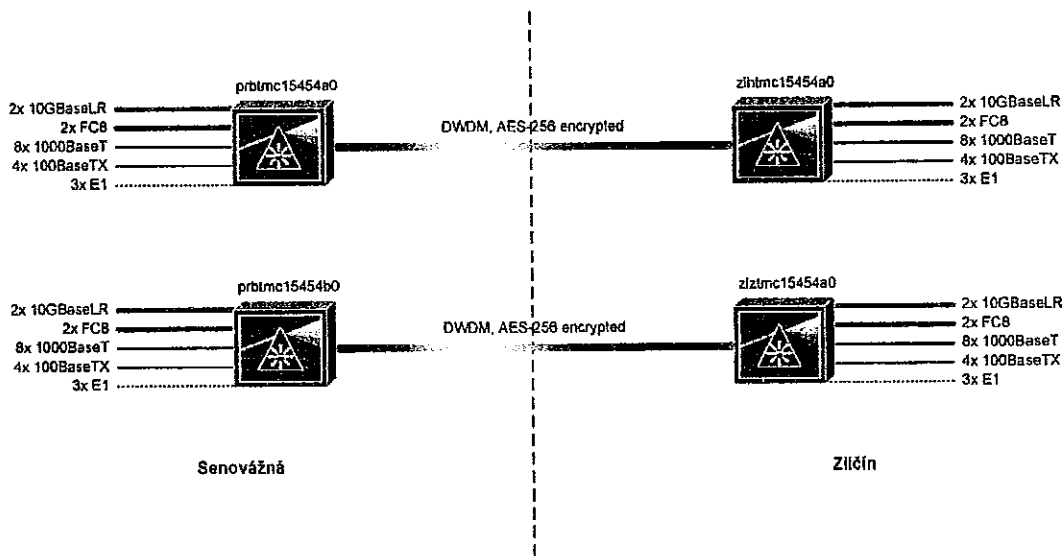 prbtmc15454a0
2x 10GBaseLR
2x FC8
8x 1000BaseT
4x 100BaseTX
3x E1
DWDM, AES-256 encrypted
zlhtmc15454a0
2x 10GBaseLR
2x FC8
8x 1000BaseT
4x 100BaseTX
3x E1
prbtmc15454b0
2x 10GBaseLR
2x FC8
8x 1000BaseT
4x 100BaseTX
3x E1
DWDM, AES-256 encrypted
zlztmc15454a0
2x 10GBaseLR
2x FC8
8x 1000BaseT
4x 100BaseTX
3x E1
Senovážná
Zličín